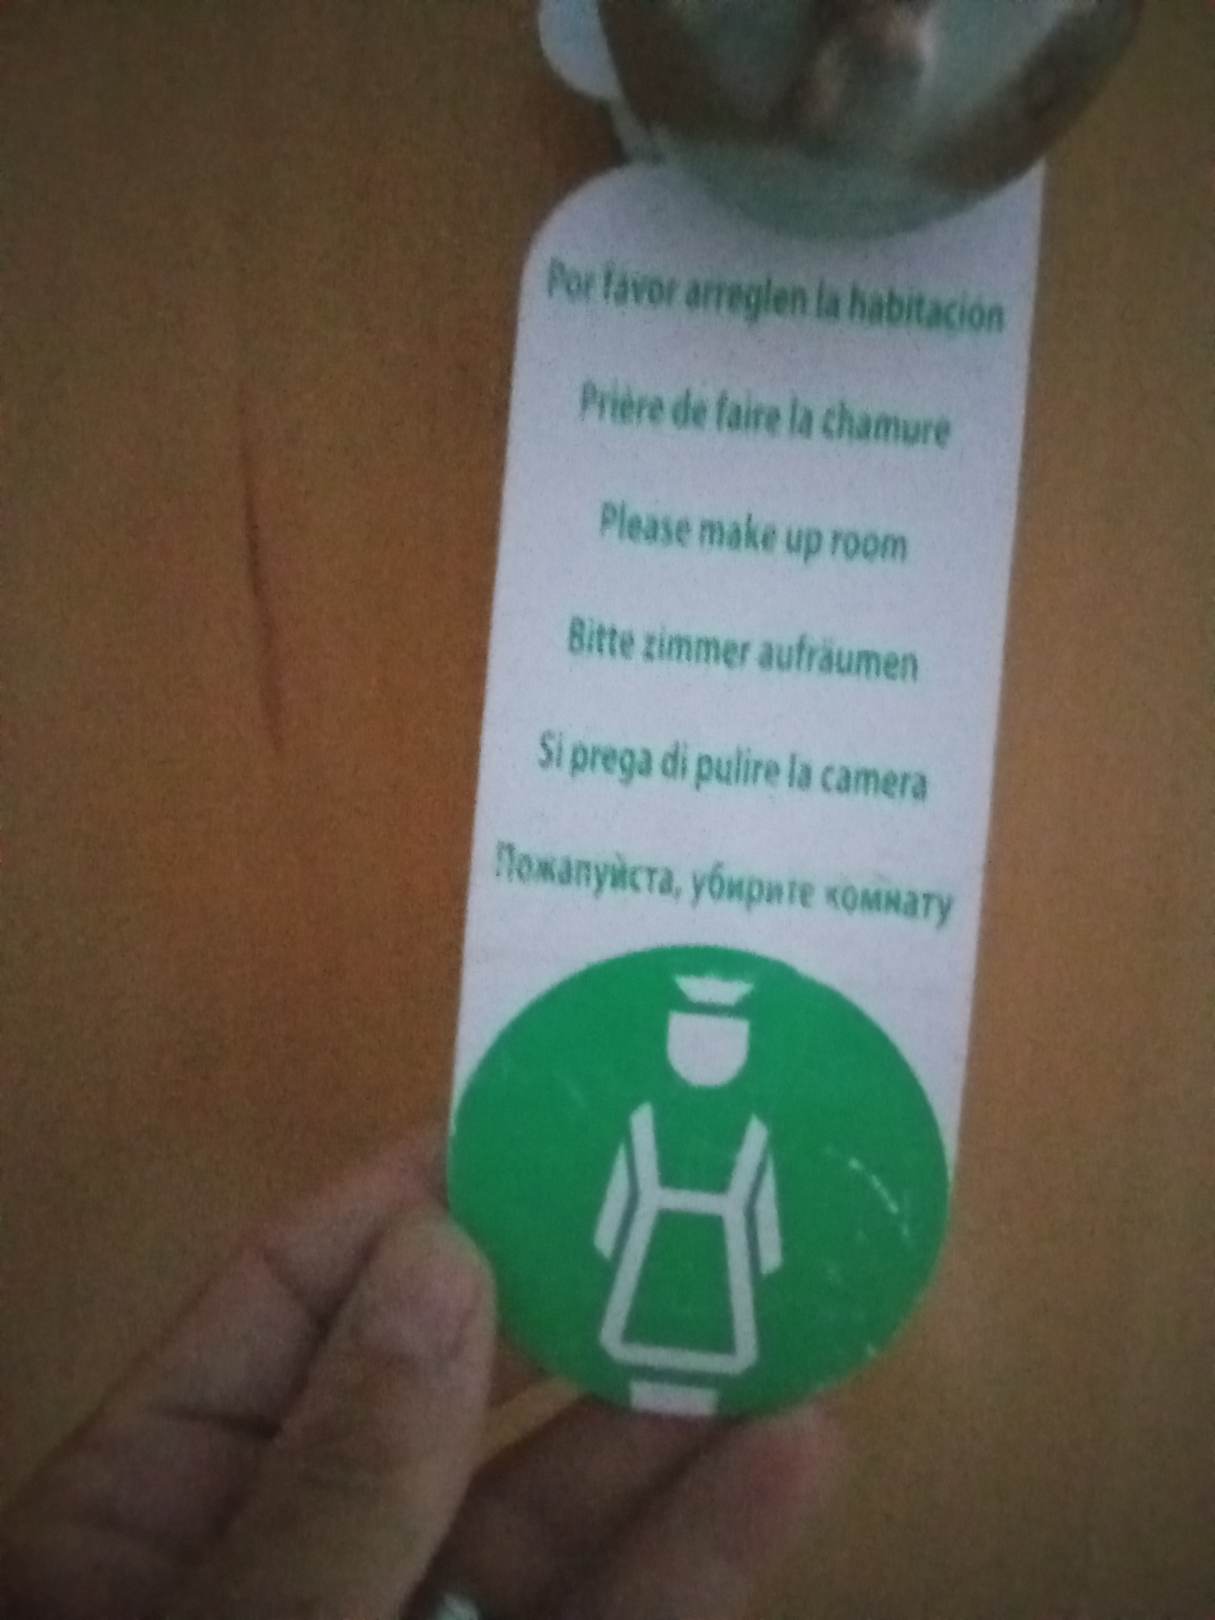 Por favor arreglen la habitación
Prière de faire la chamure
Please make up room
Bitte zimmer aufräumen
Si prega di pulire la camera
Пожалуйста, убирите комнату